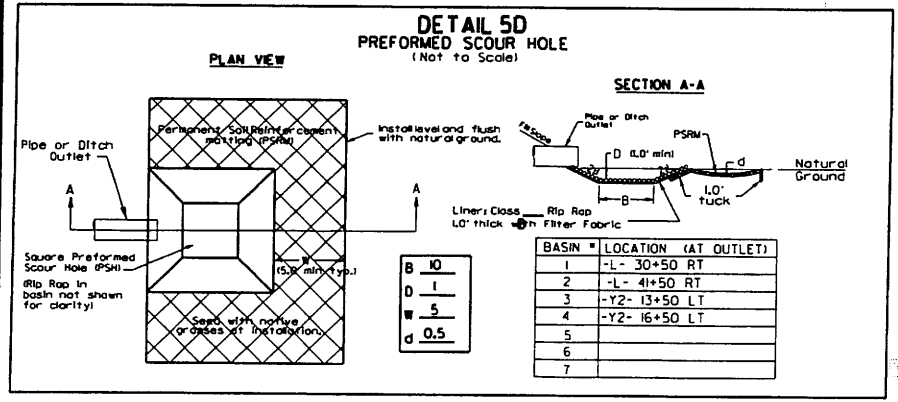 DETAIL 5D
PREFORMED SCOUR HOLE
(Not to Scale)
PLAN VIEW
Permanent Soil Reinforcement
matting (PSRM)
Install level and flush
with natural ground.
Pipe or Ditch
Outlet
A
A
Square Preformed
Scour Hole (PSH)
(Rip Rap in
basin not shown
for clarity)
W
(5.0' min. typ.)
Seed with native
grasses at installation.
B 10
D 1
W 5
d 0.5
SECTION A-A
Pipe or Ditch
Outlet
Fill Slope
D (1.0' min)
PSRM
d
Natural
Ground
B
1.0'
tuck
Liner: Class Rip Rap
1.0' thick with Filter Fabric
BASIN # LOCATION (AT OUTLET)
1 -L- 30+50 RT
2 -L- 41+50 RT
3 -Y2- 13+50 LT
4 -Y2- 16+50 LT
5
6
7